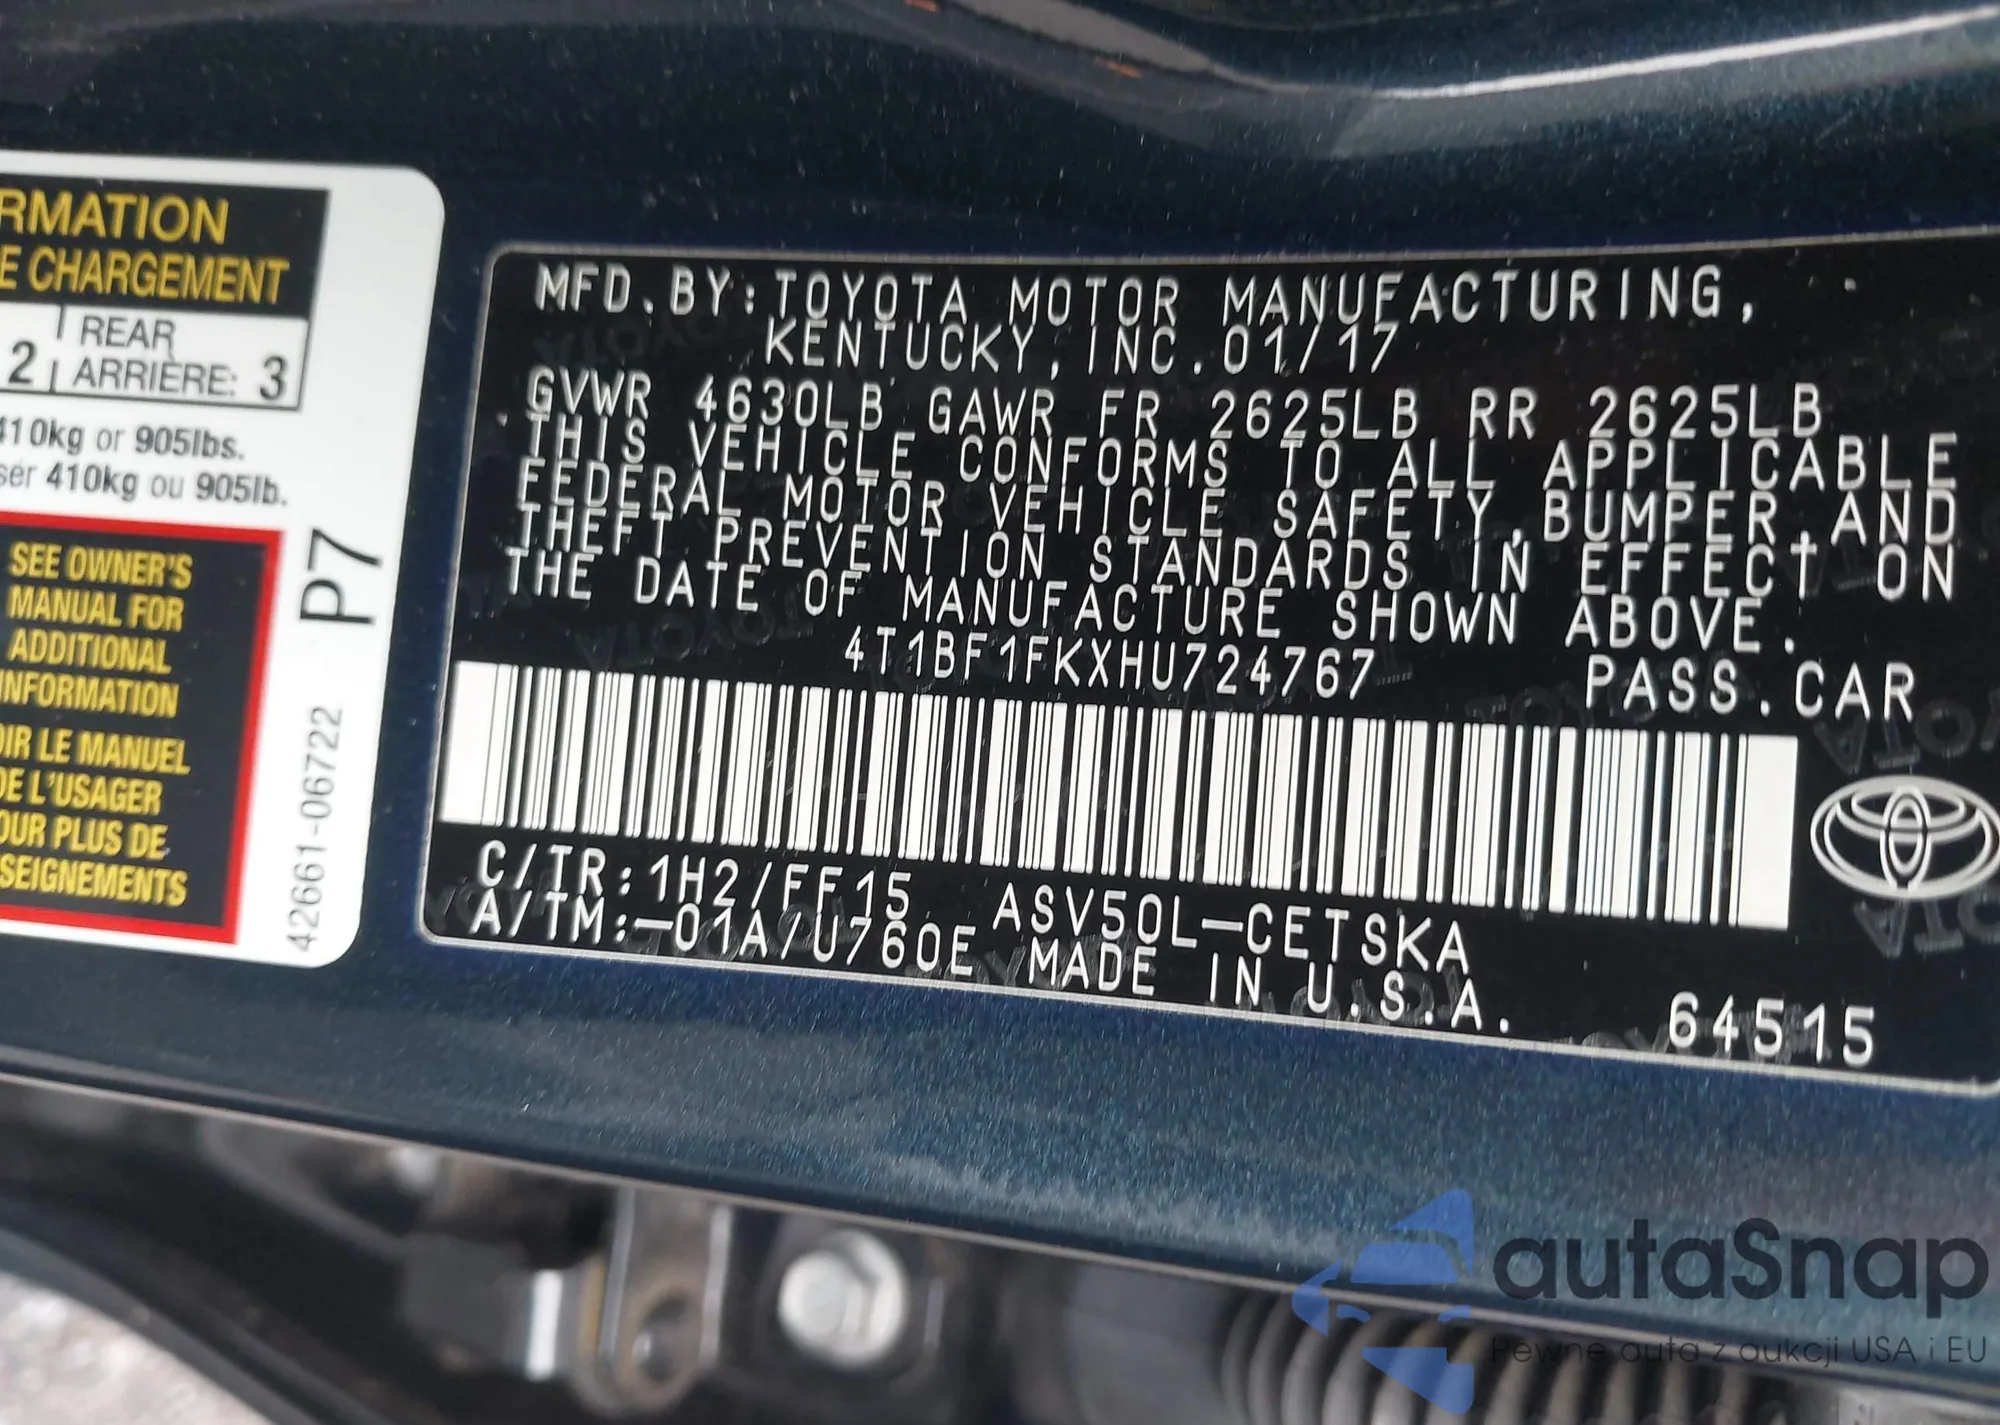 RMATION
E CHARGEMENT
2 REAR
ARRIÈRE: 3
410kg or 905lbs.
ser 410kg ou 905lb.
SEE OWNER'S
MANUAL FOR
ADDITIONAL
INFORMATION
OIR LE MANUEL
DE L'USAGER
OUR PLUS DE
SEIGNEMENTS
P7
42661-06722
MFD.BY:TOYOTA MOTOR MANUFACTURING,
KENTUCKY, INC.01/17
GVWR 4630LB GAWR FR 2625LB RR 2625LB
THIS VEHICLE CONFORMS TO ALL APPLICABLE
FEDERAL MOTOR VEHICLE SAFETY,BUMPER,AND
THEFT PREVENTION STANDARDS IN EFFECT ON
THE DATE OF MANUFACTURE SHOWN ABOVE.
4T1BF1FKXHU724767 PASS.CAR
C/TR:1H2/FF15 ASV50L-CETSKA
A/TM:-01A/U760E MADE IN U.S.A. 64515
autaSnap
Pewne auta z aukcji USA i EU